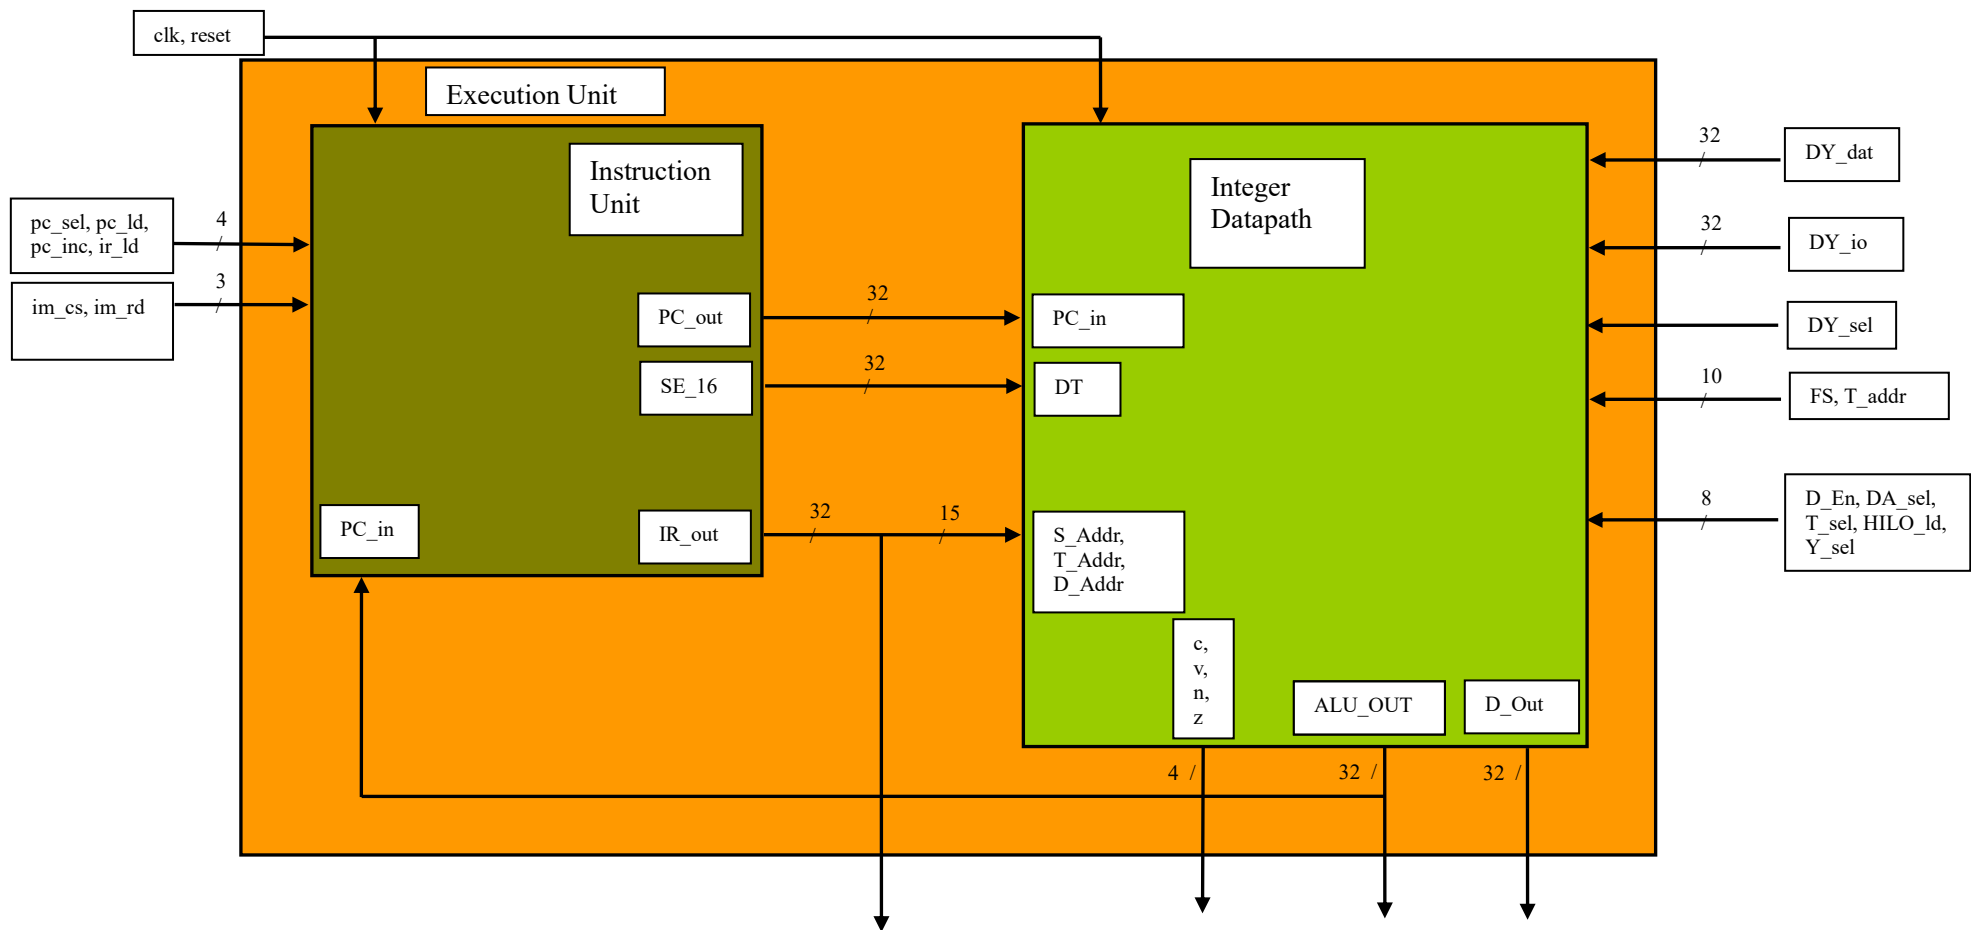 clk, reset
Execution Unit
Instruction
Unit
Integer
Datapath
32
DY_dat
pc_sel, pc_ld,
pc_inc, ir_ld
4
32
DY_io
im_cs, im_rd
3
PC_out
32
PC_in
DY_sel
SE_16
32
DT
10
FS, T_addr
PC_in
IR_out
32
15
S_Addr,
T_Addr,
D_Addr
8
D_En, DA_sel,
T_sel, HILO_ld,
Y_sel
c,
v,
n,
z
ALU_OUT
D_Out
4 /
32 /
32 /